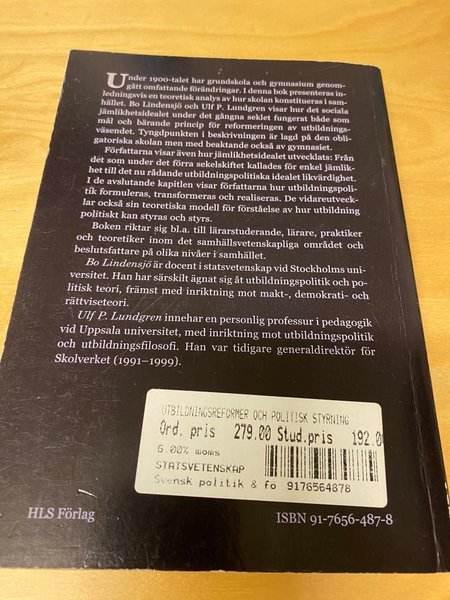 Under 1900-talet har grundskola och gymnasium genom-
gått omfattande förändringar. I denna bok presenteras in-
ledningsvis en teoretisk analys av hur skolan konstitueras i sam-
hället. Bo Lindensjö och Ulf P. Lundgren visar hur det sociala
jämlikhetsidealet under det gångna seklet fungerat både som
mål och bärande princip för reformeringen av utbildnings-
väsendet. Tyngdpunkten i beskrivningen är lagd på den obli-
gatoriska skolan men med beaktande också av gymnasiet.
Författarna visar även hur jämlikhetsidealet utvecklats: Från
det som under det förra sekelskiftet kallades för enkel jämlik-
het till det nu rådande utbildningspolitiska idealet likvärdighet.
I de avslutande kapitlen visar författarna hur utbildningspoli-
tik formuleras, transformeras och realiseras. De vidareutveck-
lar också sin teoretiska modell för förståelse av hur utbildning
politiskt kan styras och styrs.
Boken riktar sig bl.a. till lärarstuderande, lärare, praktiker
och teoretiker inom det samhällsvetenskapliga området och
beslutsfattare på olika nivåer i samhället.
Bo Lindensjö är docent i statsvetenskap vid Stockholms uni-
versitet. Han har särskilt ägnat sig åt utbildningspolitik och po-
litisk teori, främst med inriktning mot makt-, demokrati- och
rättviseteori.
Ulf P. Lundgren innehar en personlig professur i pedagogik
vid Uppsala universitet, med inriktning mot utbildningspolitik
och utbildningsfilosofi. Han var tidigare generaldirektör för
Skolverket (1991–1999).
UTBILDNINGSREFORMER OCH POLITISK STYRNING
Ord. pris 279.00 Stud.pris 192.0
6.00% moms
STATSVETENSKAP
Svensk politik & fö 9176564878
HLS Förlag ISBN 91-7656-487-8